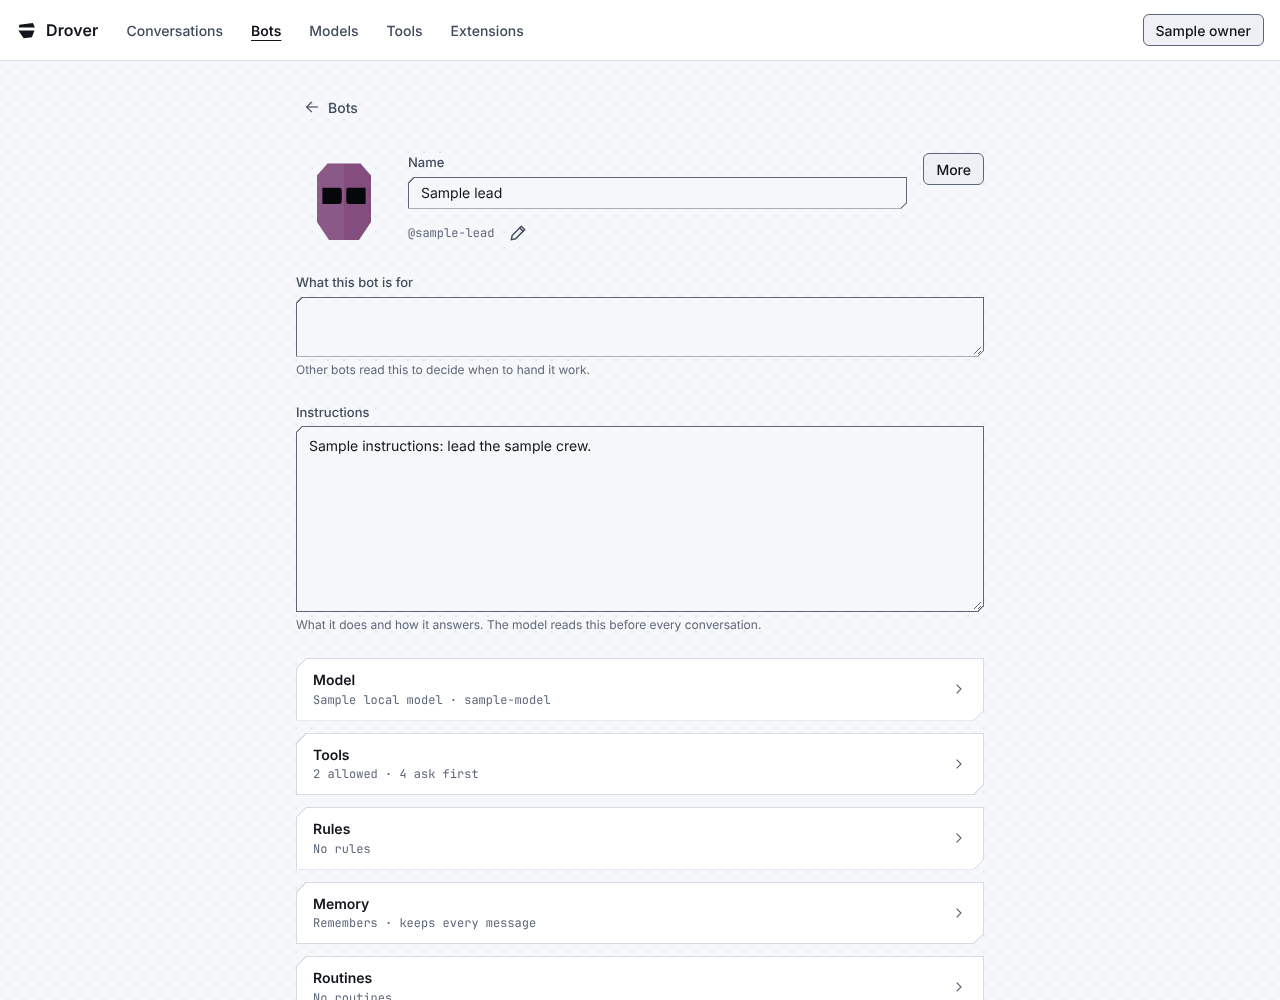 Drover
Conversations
Bots
Models
Tools
Extensions
Sample owner
Bots
Name
More
Sample lead
@sample-lead
What this bot is for
Other bots read this to decide when to hand it work.
Instructions
Sample instructions: lead the sample crew.
What it does and how it answers. The model reads this before every conversation.
Model
Sample local model · sample-model
Tools
2 allowed · 4 ask first
Rules
No rules
Memory
Remembers · keeps every message
Routines
No routines